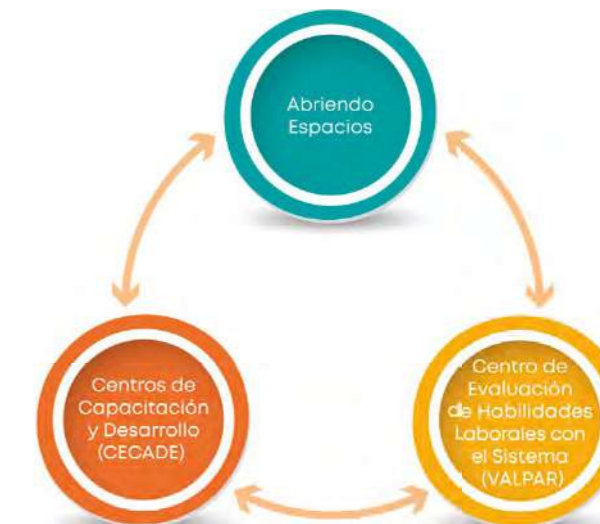 Abriendo
Espacios
Centros de
Capacitación
y Desarrollo
(CECADE)
Centro de
Evaluación
de Habilidades
Laborales con
el Sistema
(VALPAR)